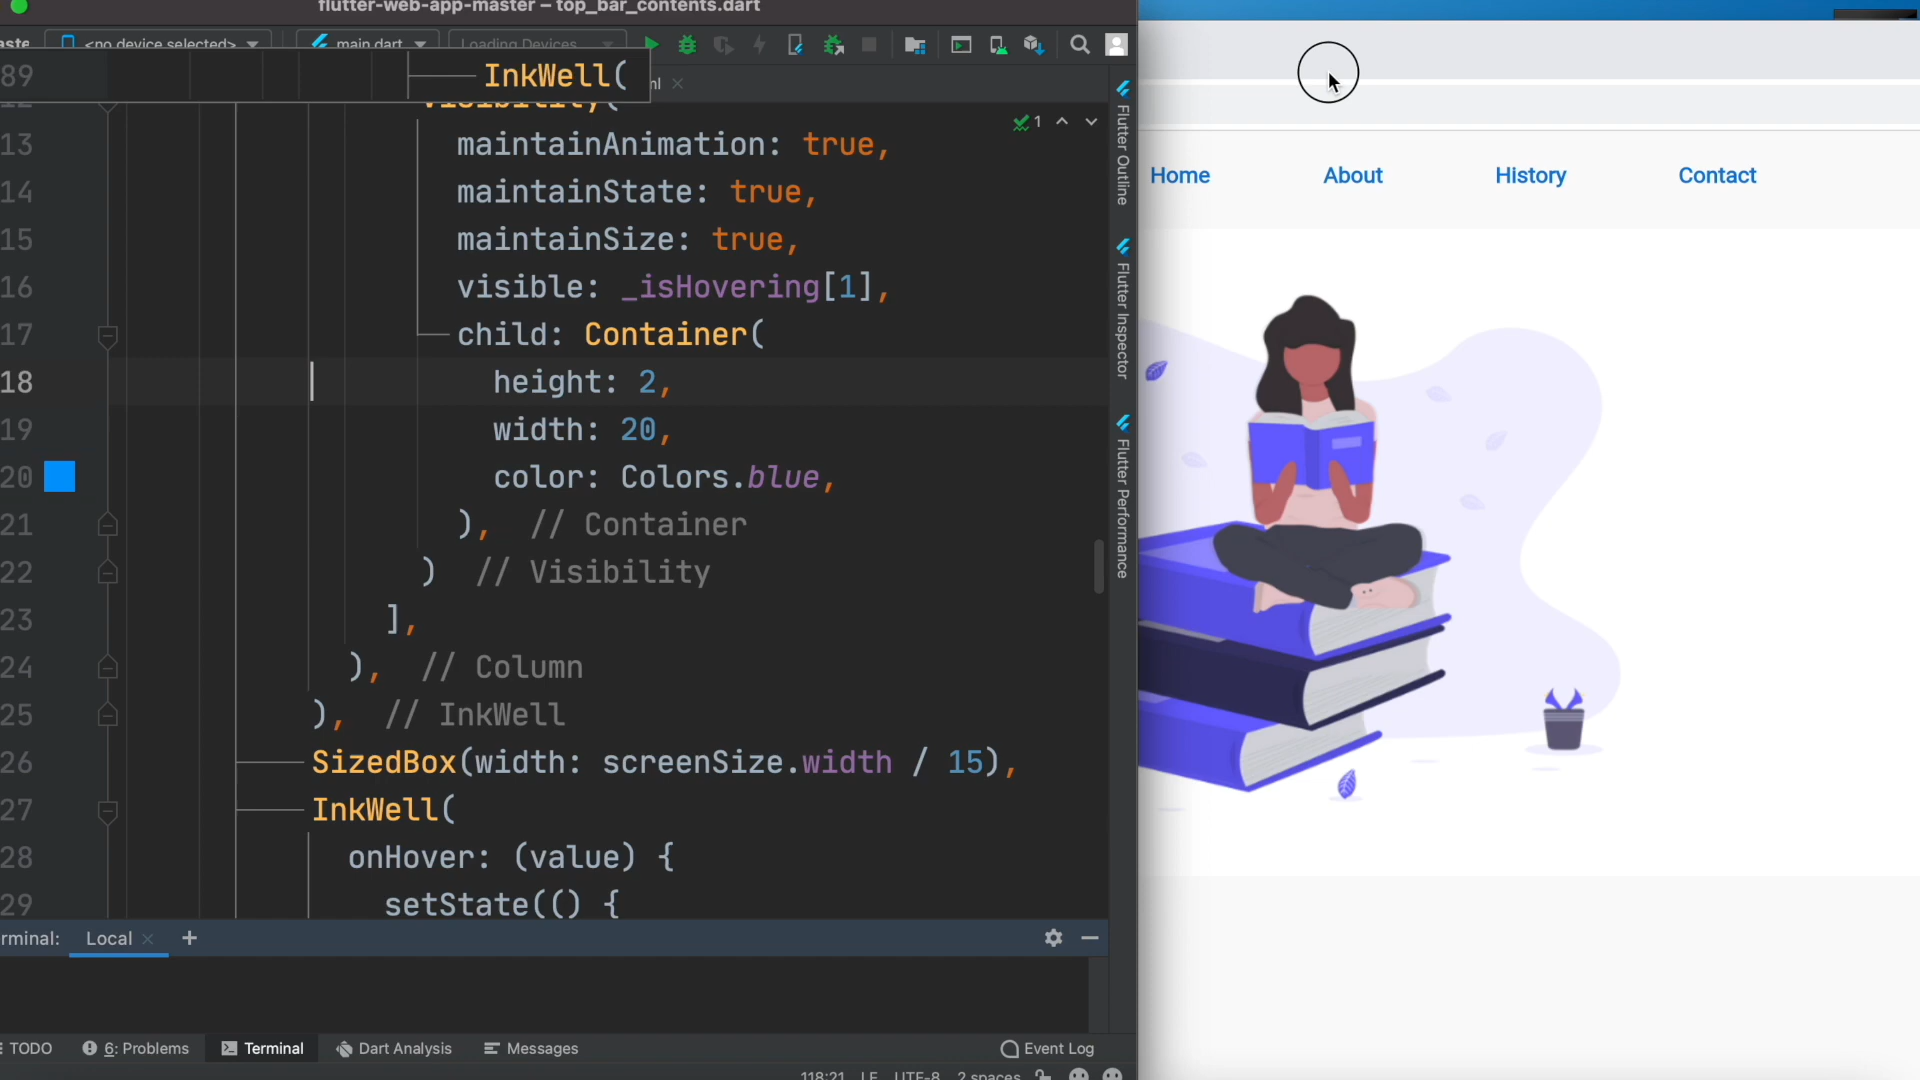 flutter-web-app-master – top_bar_contents.dart
<no device selected>
main.dart
Loading Devices...
89
InkWell(
13
maintainAnimation: true,
14
maintainState: true,
15
maintainSize: true,
16
visible: _isHovering[1],
17
child: Container(
18
height: 2,
19
width: 20,
20
color: Colors.blue,
21
), // Container
22
) // Visibility
23
],
24
), // Column
25
), // InkWell
26
SizedBox(width: screenSize.width / 15),
27
InkWell(
28
onHover: (value) {
29
setState(() {
1
Flutter Outline
Flutter Inspector
Flutter Performance
rminal:
Local
+
TODO
6: Problems
Terminal
Dart Analysis
Messages
Event Log
118:21 LF UTF-8 2 spaces
Home
About
History
Contact